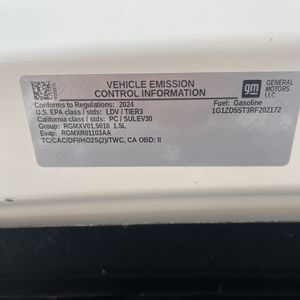 VEHICLE EMISSION
CONTROL INFORMATION
gm
GENERAL
MOTORS
LLC
Conforms to Regulations: 2024
Fuel: Gasoline
U.S. EPA class / stds: LDV / TIER3
1G1ZD5ST3RF202172
California class / stds: PC / SULEV30
Group: RGMXV01.5010 1.5L
Evap: RGMXR01103AA
TC/CAC/DFI/HO2S(2)/TWC, CA OBD: II